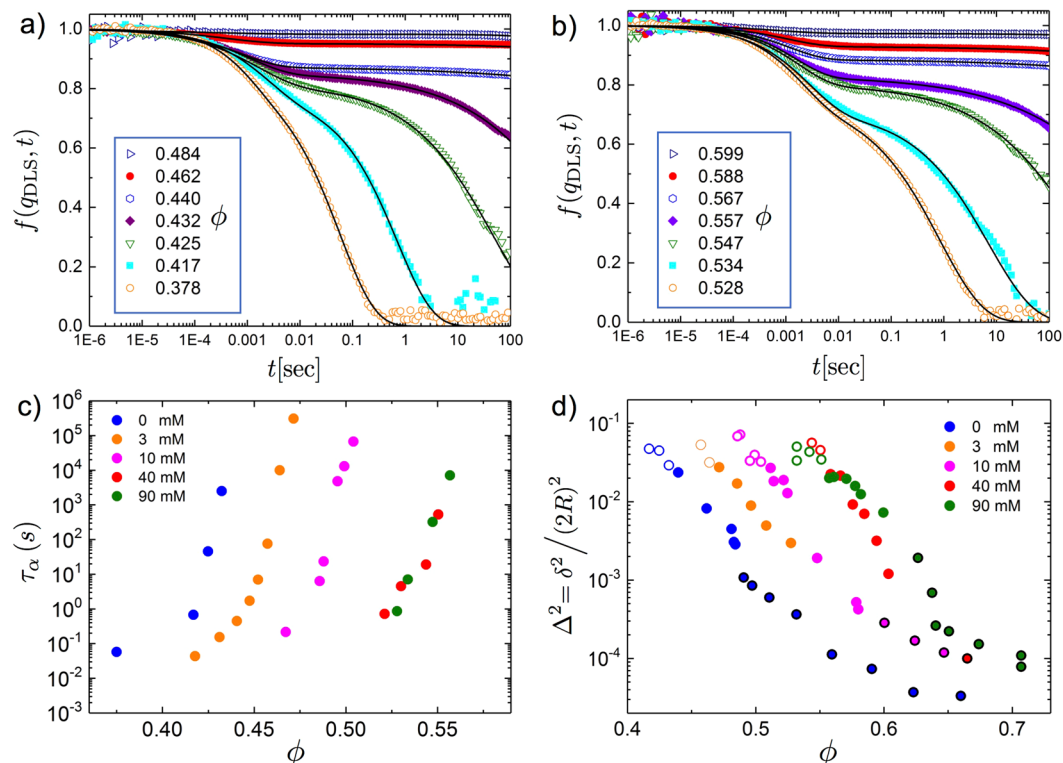 a)
1.0
0.8
0.6
0.4
0.2
0.0
f(q_DLS, t)
0.484
0.462
0.440
0.432
0.425
0.417
0.378
ϕ
1E-6 1E-5 1E-4 0.001 0.01 0.1 1 10 100
t[sec]
b)
1.0
0.8
0.6
0.4
0.2
0.0
f(q_DLS, t)
0.599
0.588
0.567
0.557
0.547
0.534
0.528
ϕ
1E-6 1E-5 1E-4 0.001 0.01 0.1 1 10 100
t[sec]
c)
10^6
10^5
10^4
10^3
10^2
10^1
10^0
10^-1
10^-2
10^-3
τ_α (s)
0 mM
3 mM
10 mM
40 mM
90 mM
0.40 0.45 0.50 0.55
ϕ
d)
10^-1
10^-2
10^-3
10^-4
Δ^2 = δ^2 / (2R)^2
0 mM
3 mM
10 mM
40 mM
90 mM
0.4 0.5 0.6 0.7
ϕ